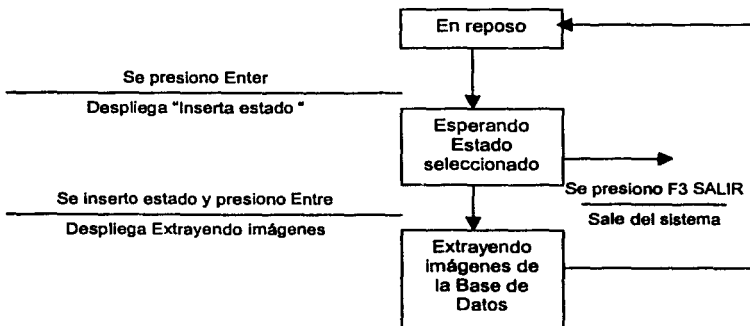 En reposo
Se presiono Enter
Despliega "Inserta estado "
Esperando
Estado
seleccionado
Se inserto estado y presiono Entre
Despliega Extrayendo imágenes
Se presiono F3 SALIR
Sale del sistema
Extrayendo
imágenes de
la Base de
Datos